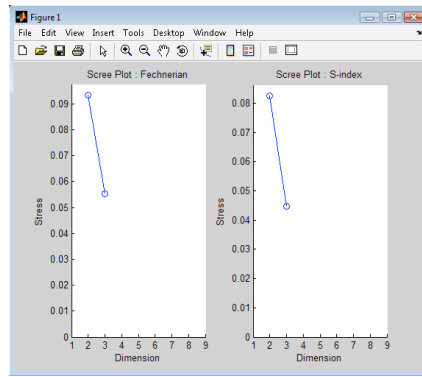 Figure 1
File Edit View Insert Tools Desktop Window Help
Scree Plot : Fechnerian
0.09
0.08
0.07
0.06
0.05
0.04
0.03
0.02
0.01
0
Stress
1 2 3 4 5 6 7 8 9
Dimension
Scree Plot : S-index
0.08
0.07
0.06
0.05
0.04
0.03
0.02
0.01
0
Stress
1 2 3 4 5 6 7 8 9
Dimension